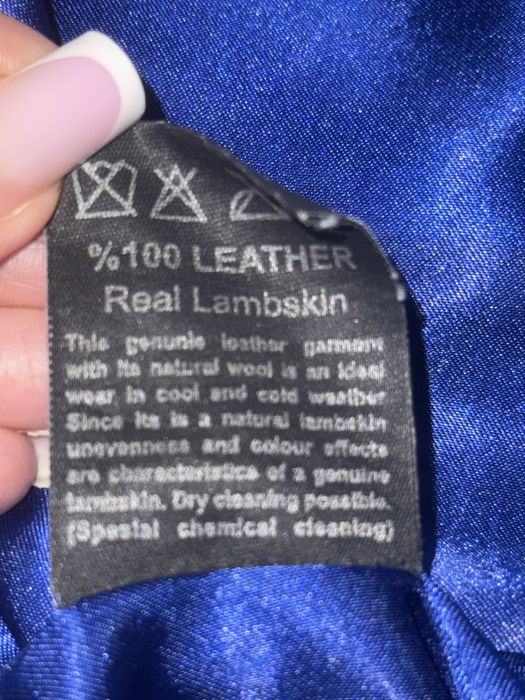 %100 LEATHER
Real Lambskin
This genunie leather garment
with its natural wool is an ideal
wear in cool and cold weather
Since its is a natural lambskin
unevenness and colour effects
are characteristics of a genuine
lambskin. Dry cleaning possible.
(Spesial chemical cleaning)